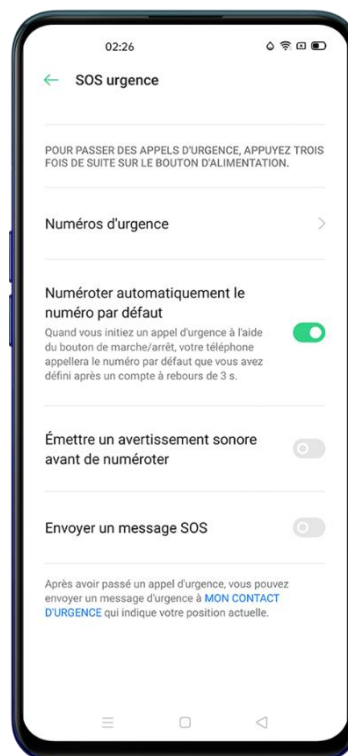 02:26
SOS urgence
POUR PASSER DES APPELS D'URGENCE, APPUYEZ TROIS
FOIS DE SUITE SUR LE BOUTON D'ALIMENTATION.
Numéros d'urgence
Numéroter automatiquement le
numéro par défaut
Quand vous initiez un appel d'urgence à l'aide
du bouton de marche/arrêt, votre téléphone
appellera le numéro par défaut que vous avez
défini après un compte à rebours de 3 s.
Émettre un avertissement sonore
avant de numéroter
Envoyer un message SOS
Après avoir passé un appel d'urgence, vous pouvez
envoyer un message d'urgence à MON CONTACT
D'URGENCE qui indique votre position actuelle.